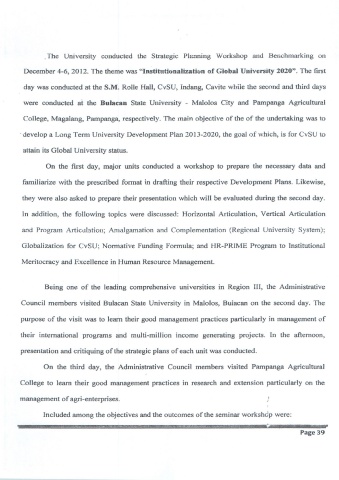 The University conducted the Strategic Planning Workshop and Benchmarking on
December 4-6, 2012. The theme was "Institutionalization of Global University 2020". The first
day was conducted at the S.M. Rolle Hall, CvSU, Indang, Cavite while the second and third days
were conducted at the Bulacan State University - Malolos City and Pampanga Agricultural
College, Magalang, Pampanga, respectively. The main objective of the of the undertaking was to
develop a Long Term University Development Plan 2013-2020, the goal of which, is for CvSU to
attain its Global University status.
On the first day, major units conducted a workshop to prepare the necessary data and
familiarize with the prescribed format in drafting their respective Development Plans. Likewise,
they were also asked to prepare their presentation which will be evaluated during the second day.
In addition, the following topics were discussed: Horizontal Articulation, Vertical Articulation
and Program Articulation; Amalgamation and Complementation (Regional University System);
Globalization for CvSU; Normative Funding Formula; and HR-PRIME Program to Institutional
Meritocracy and Excellence in Human Resource Management.
Being one of the leading comprehensive universities in Region III, the Administrative
Council members visited Bulacan State University in Malolos, Bulacan on the second day. The
purpose of the visit was to learn their good management practices particularly in management of
their international programs and multi-million income generating projects. In the afternoon,
presentation and critiquing of the strategic plans of each unit was conducted.
On the third day, the Administrative Council members visited Pampanga Agricultural
College to learn their good management practices in research and extension particularly on the
management of agri-enterprises.
Included among the objectives and the outcomes of the seminar workshop were:
Page 39